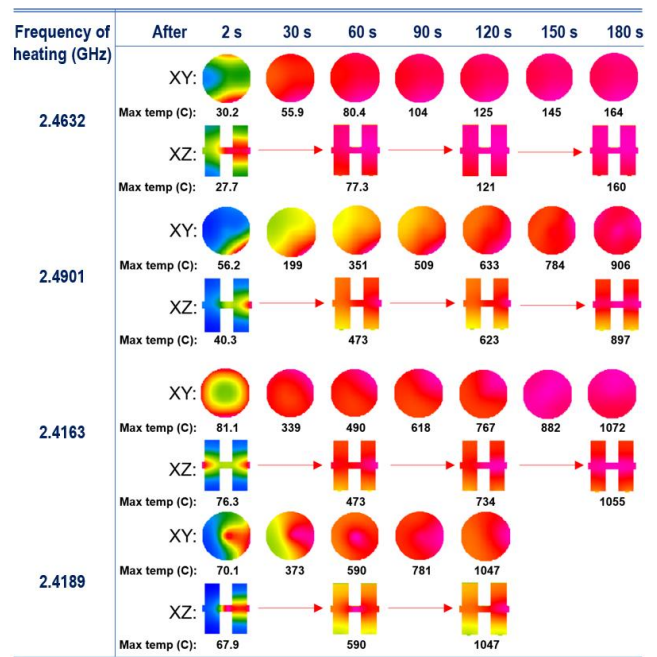 Frequency of heating (GHz) After 2 s 30 s 60 s 90 s 120 s 150 s 180 s
2.4632
XY:
Max temp (C): 30.2 55.9 80.4 104 125 145 164
XZ:
Max temp (C): 27.7 77.3 121 160
2.4901
XY:
Max temp (C): 56.2 199 351 509 633 784 906
XZ:
Max temp (C): 40.3 473 623 897
2.4163
XY:
Max temp (C): 81.1 339 490 618 767 882 1072
XZ:
Max temp (C): 76.3 473 734 1055
2.4189
XY:
Max temp (C): 70.1 373 590 781 1047
XZ:
Max temp (C): 67.9 590 1047